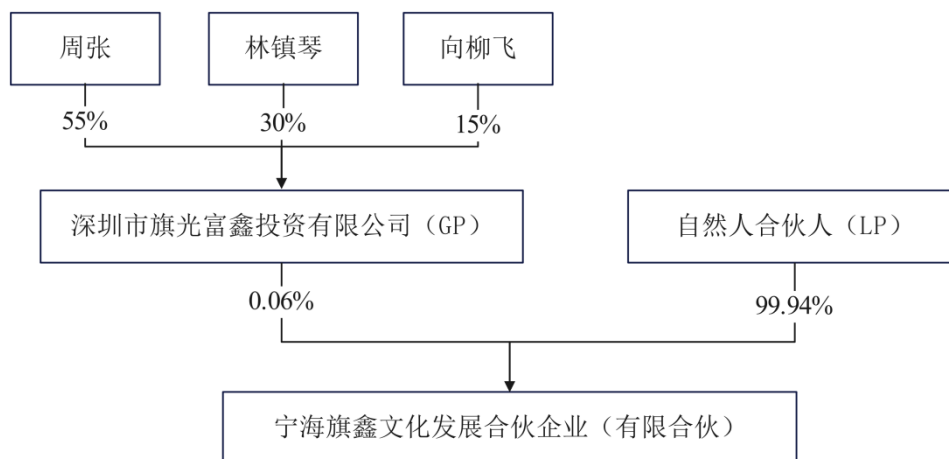 周张
林镇琴
向柳飞
55%
30%
15%
深圳市旗光富鑫投资有限公司（GP）
自然人合伙人（LP）
0.06%
99.94%
宁海旗鑫文化发展合伙企业（有限合伙）